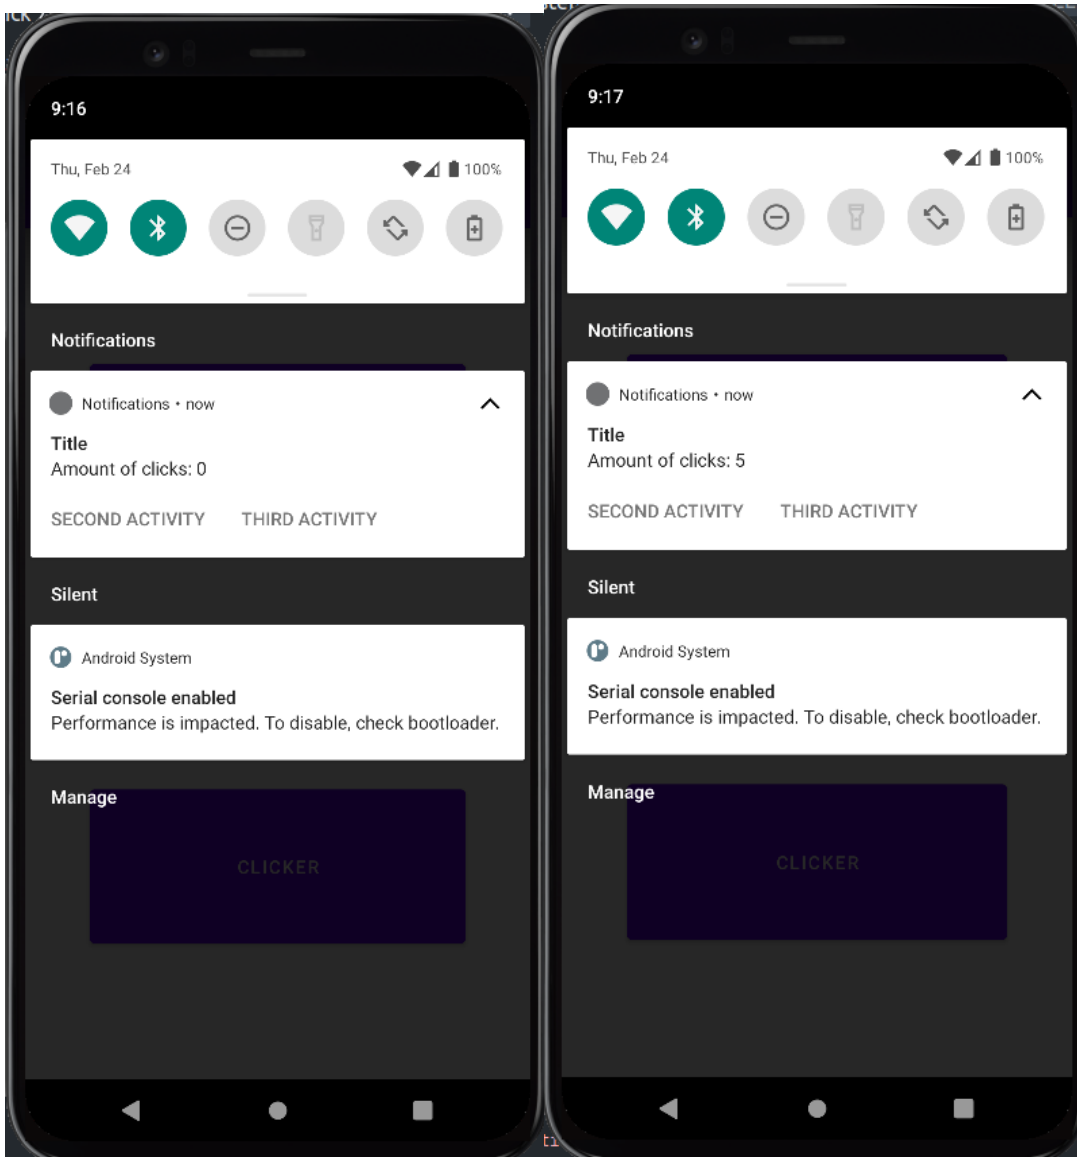 9:16
Thu, Feb 24
100%
Notifications
Notifications • now
Title
Amount of clicks: 0
SECOND ACTIVITY THIRD ACTIVITY
Silent
Android System
Serial console enabled
Performance is impacted. To disable, check bootloader.
Manage
CLICKER
9:17
Thu, Feb 24
100%
Notifications
Notifications • now
Title
Amount of clicks: 5
SECOND ACTIVITY THIRD ACTIVITY
Silent
Android System
Serial console enabled
Performance is impacted. To disable, check bootloader.
Manage
CLICKER